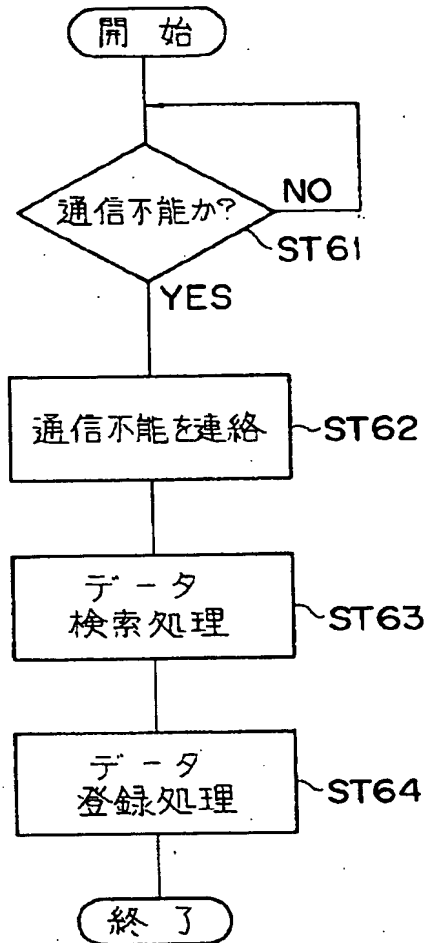 開始
通信不能か?
NO
ST61
YES
通信不能を連絡
ST62
データ
検索処理
ST63
データ
登録処理
ST64
終了